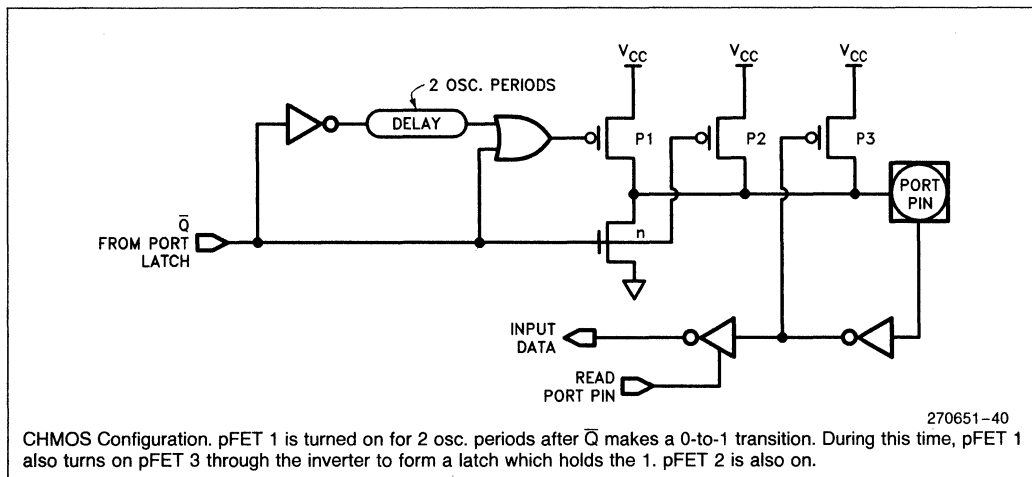 VCC
VCC
VCC
2 OSC. PERIODS
DELAY
P1
P2
P3
PORT
PIN
Q̅
FROM PORT
LATCH
n
INPUT
DATA
READ
PORT PIN
270651-40
CHMOS Configuration. pFET 1 is turned on for 2 osc. periods after Q̅ makes a 0-to-1 transition. During this time, pFET 1
also turns on pFET 3 through the inverter to form a latch which holds the 1. pFET 2 is also on.